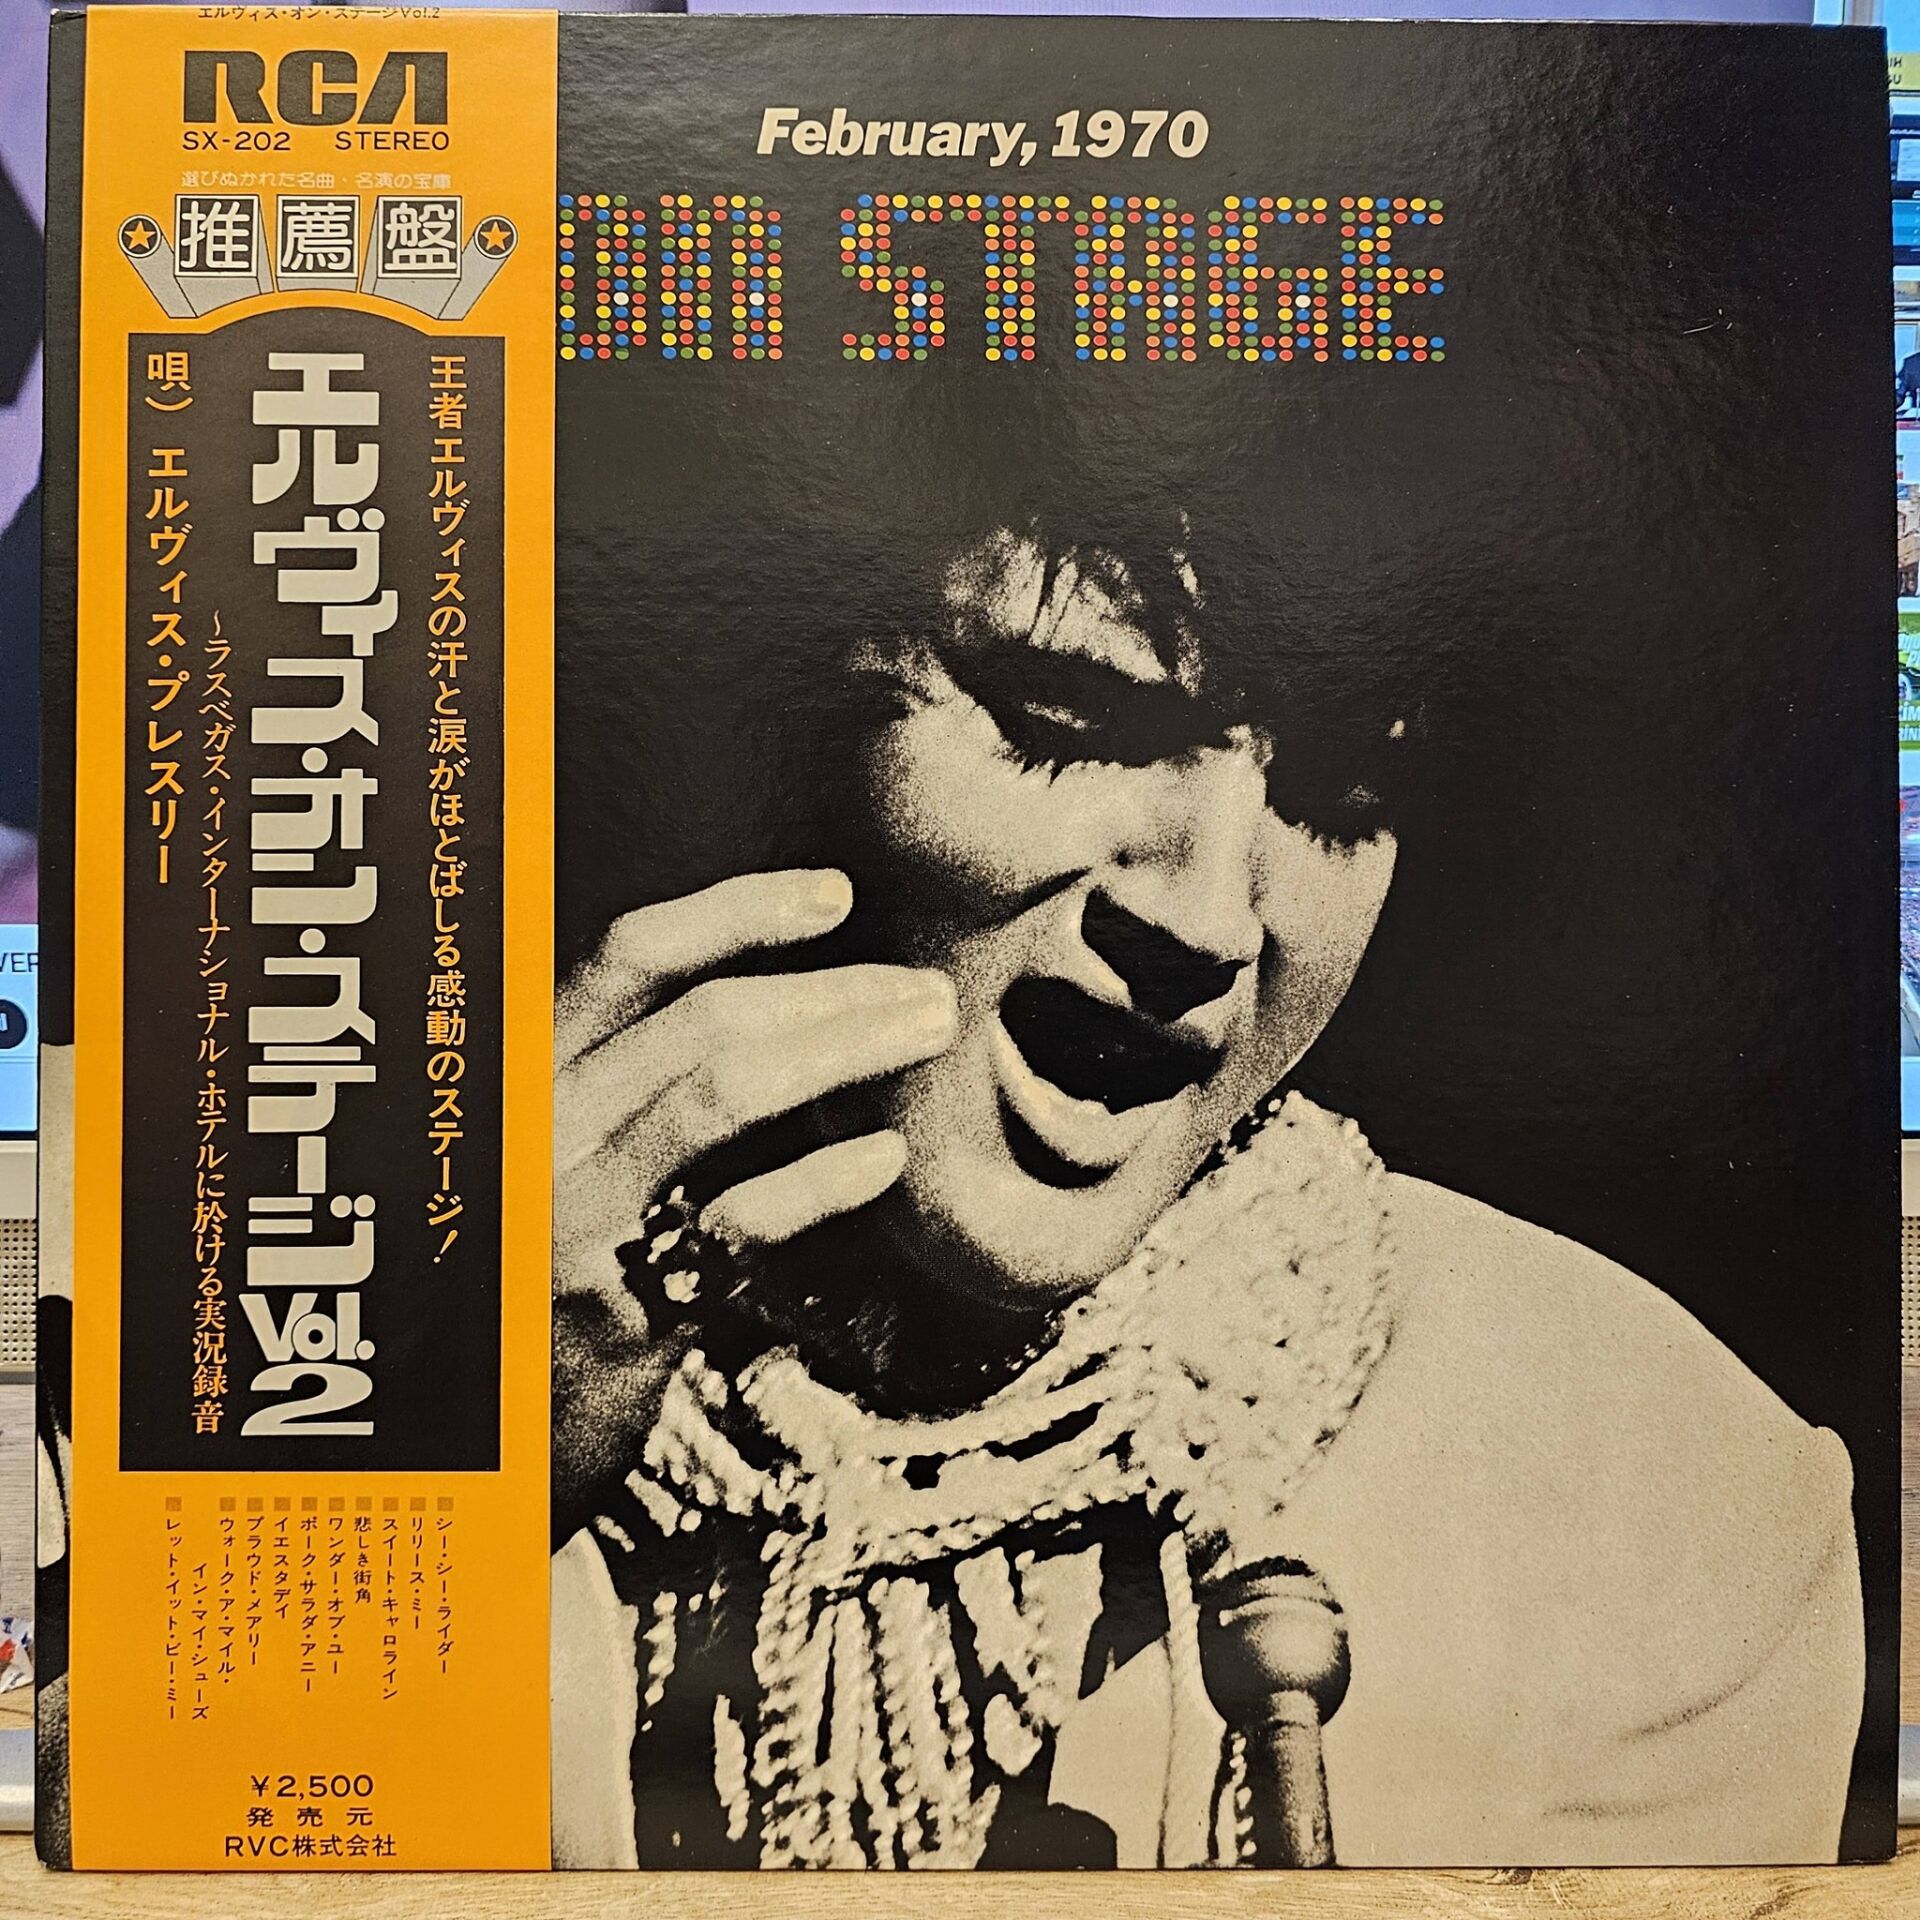 エルヴィス・オン・ステージVol.2
RCA
SX-202 STEREO
選びぬかれた名曲・名演の宝庫
推薦盤
王者エルヴィスの汗と涙がほとばしる感動のステージ!
エルヴィス・オン・ステージVol.2
〜ラスベガス・インターナショナル・ホテルに於ける実況録音
唄) エルヴィス・プレスリー
シー・シー・ライダー
リリース・ミー
スイート・キャロライン
悲しき街角
ワンダー・オブ・ユー
ポーク・サラダ・アニー
イエスタデイ
プラウド・メアリー
ウォーク・ア・マイル・
イン・マイ・シューズ
レット・イット・ビー・ミー
¥2,500
発売元
RVC株式会社
February, 1970
ON STAGE